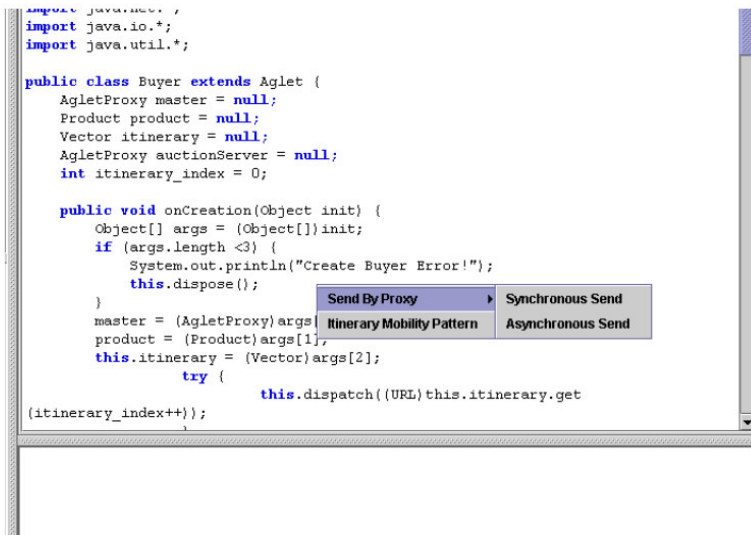 import java.net.*;
import java.io.*;
import java.util.*;
public class Buyer extends Aglet {
AgletProxy master = null;
Product product = null;
Vector itinerary = null;
AgletProxy auctionServer = null;
int itinerary_index = 0;
public void onCreation(Object init) {
Object[] args = (Object[])init;
if (args.length <3) {
System.out.println("Create Buyer Error!");
this.dispose();
}
Send By Proxy
Synchronous Send
Itinerary Mobility Pattern
Asynchronous Send
master = (AgletProxy)args[
product = (Product)args[1];
this.itinerary = (Vector)args[2];
try {
this.dispatch((URL)this.itinerary.get
(itinerary_index++));